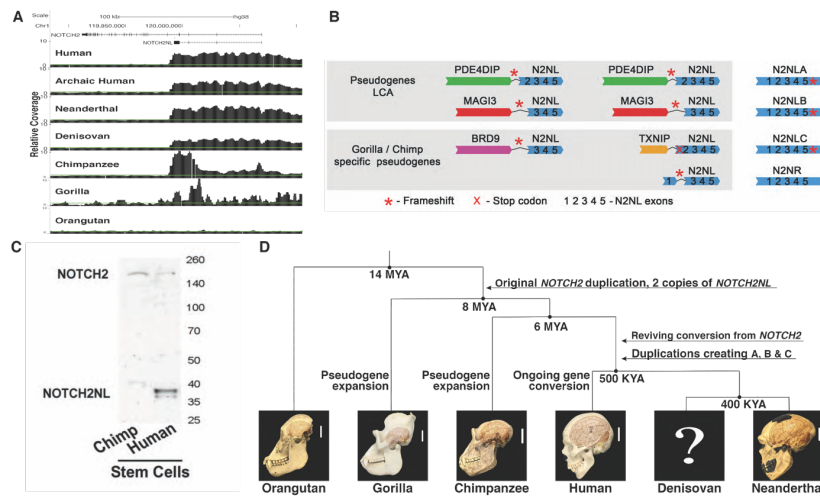 A
Scale
100 kb
hg38
Chr1
119,950,000
120,000,000
NOTCH2
NOTCH2NL
10
Relative Coverage
Human
Archaic Human
Neanderthal
Denisovan
Chimpanzee
Gorilla
Orangutan
B
Pseudogenes
LCA
PDE4DIP * N2NL
2 3 4 5
PDE4DIP * N2NL
2 3 4 5
N2NLA
1 2 3 4 5 *
MAGI3 * N2NL
3 4 5
MAGI3 * N2NL
3 4 5
N2NLB
1 2 3 4 5 *
Gorilla / Chimp
specific pseudogenes
BRD9 * N2NL
3 4 5
TXNIP N2NL
X 2 3 4 5
N2NLC
1 2 3 4 5 *
* N2NL
1 3 4 5
N2NR
1 2 3 4 5
* - Frameshift X - Stop codon 1 2 3 4 5 - N2NL exons
C
NOTCH2
NOTCH2NL
260
140
100
70
50
40
35
25
Chimp
Human
Stem Cells
D
14 MYA
Original NOTCH2 duplication, 2 copies of NOTCH2NL
8 MYA
6 MYA
Reviving conversion from NOTCH2
Duplications creating A, B & C
Pseudogene
expansion
Pseudogene
expansion
Ongoing gene
conversion
500 KYA
400 KYA
?
Orangutan
Gorilla
Chimpanzee
Human
Denisovan
Neandertha